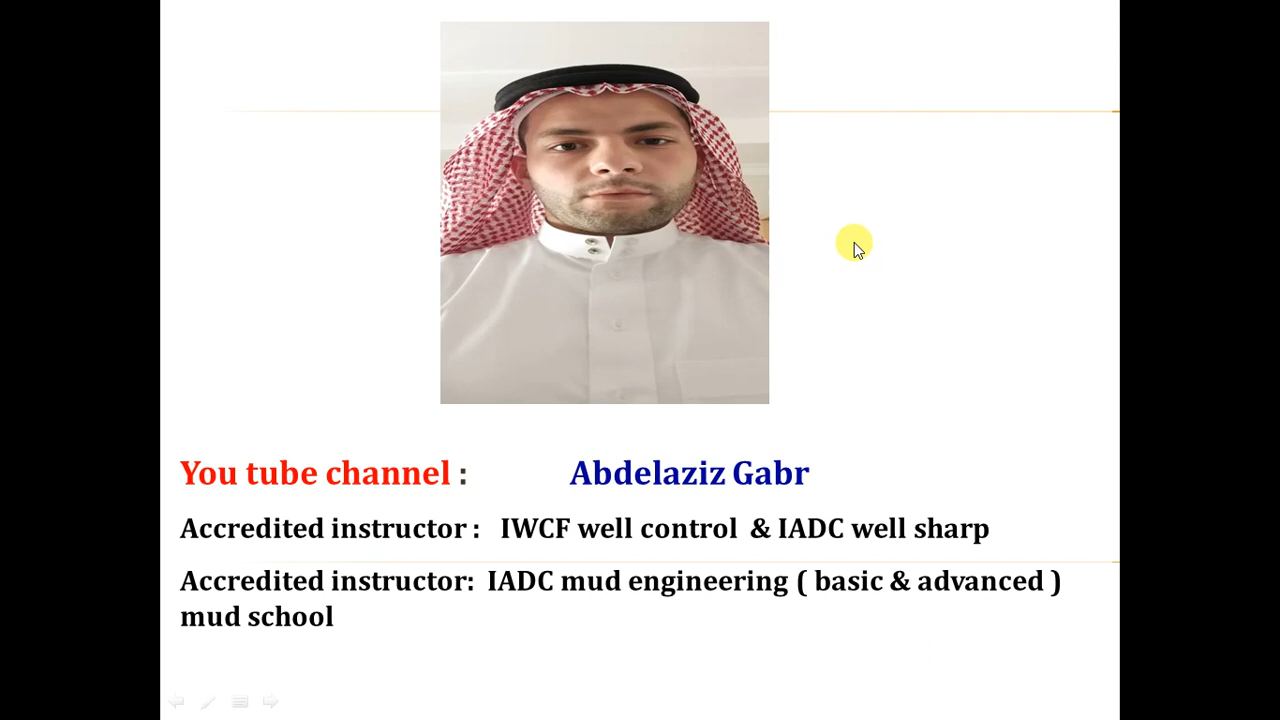 You tube channel : Abdelaziz Gabr
Accredited instructor : IWCF well control & IADC well sharp
Accredited instructor: IADC mud engineering ( basic & advanced )
mud school